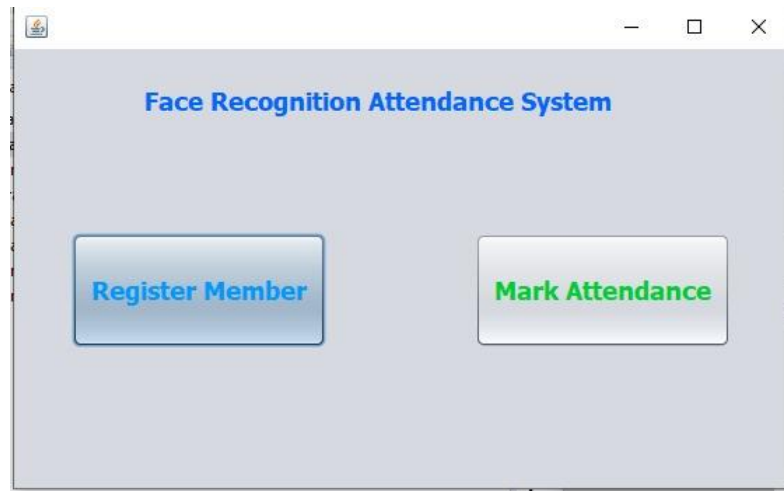 Face Recognition Attendance System
Register Member
Mark Attendance